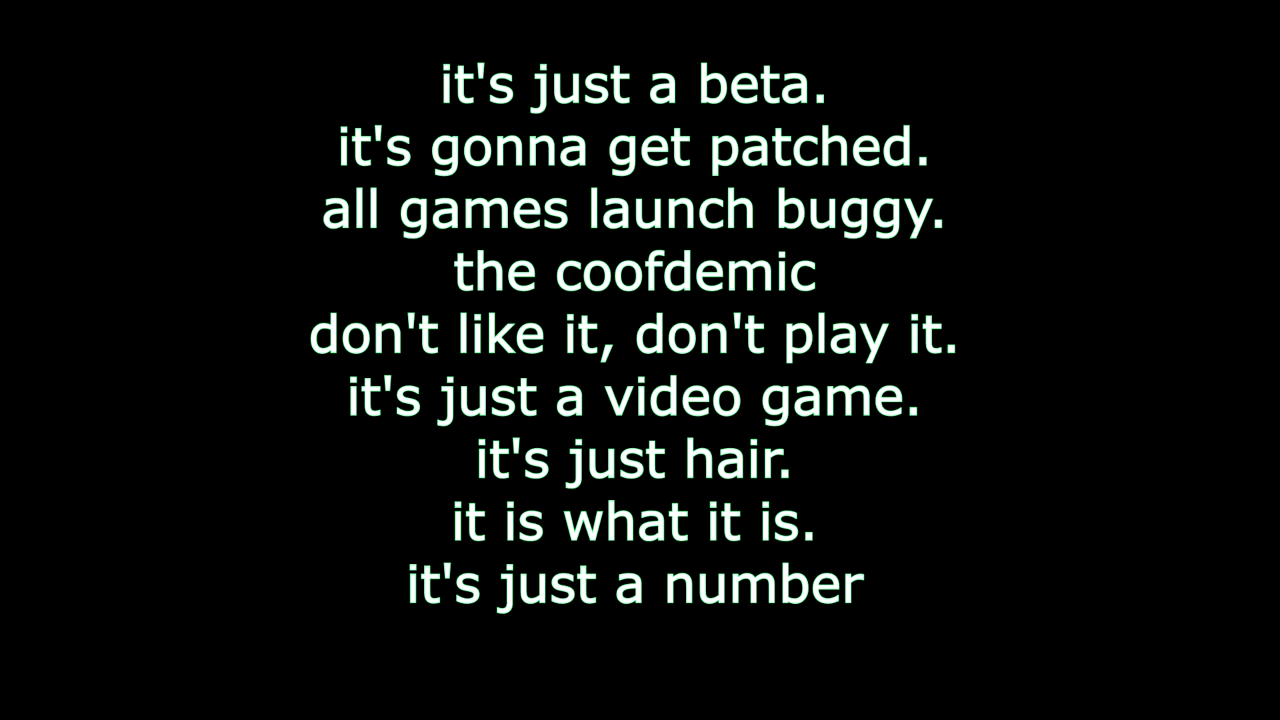 it's just a beta.
it's gonna get patched.
all games launch buggy.
the coofdemic
don't like it, don't play it.
it's just a video game.
it's just hair.
it is what it is.
it's just a number